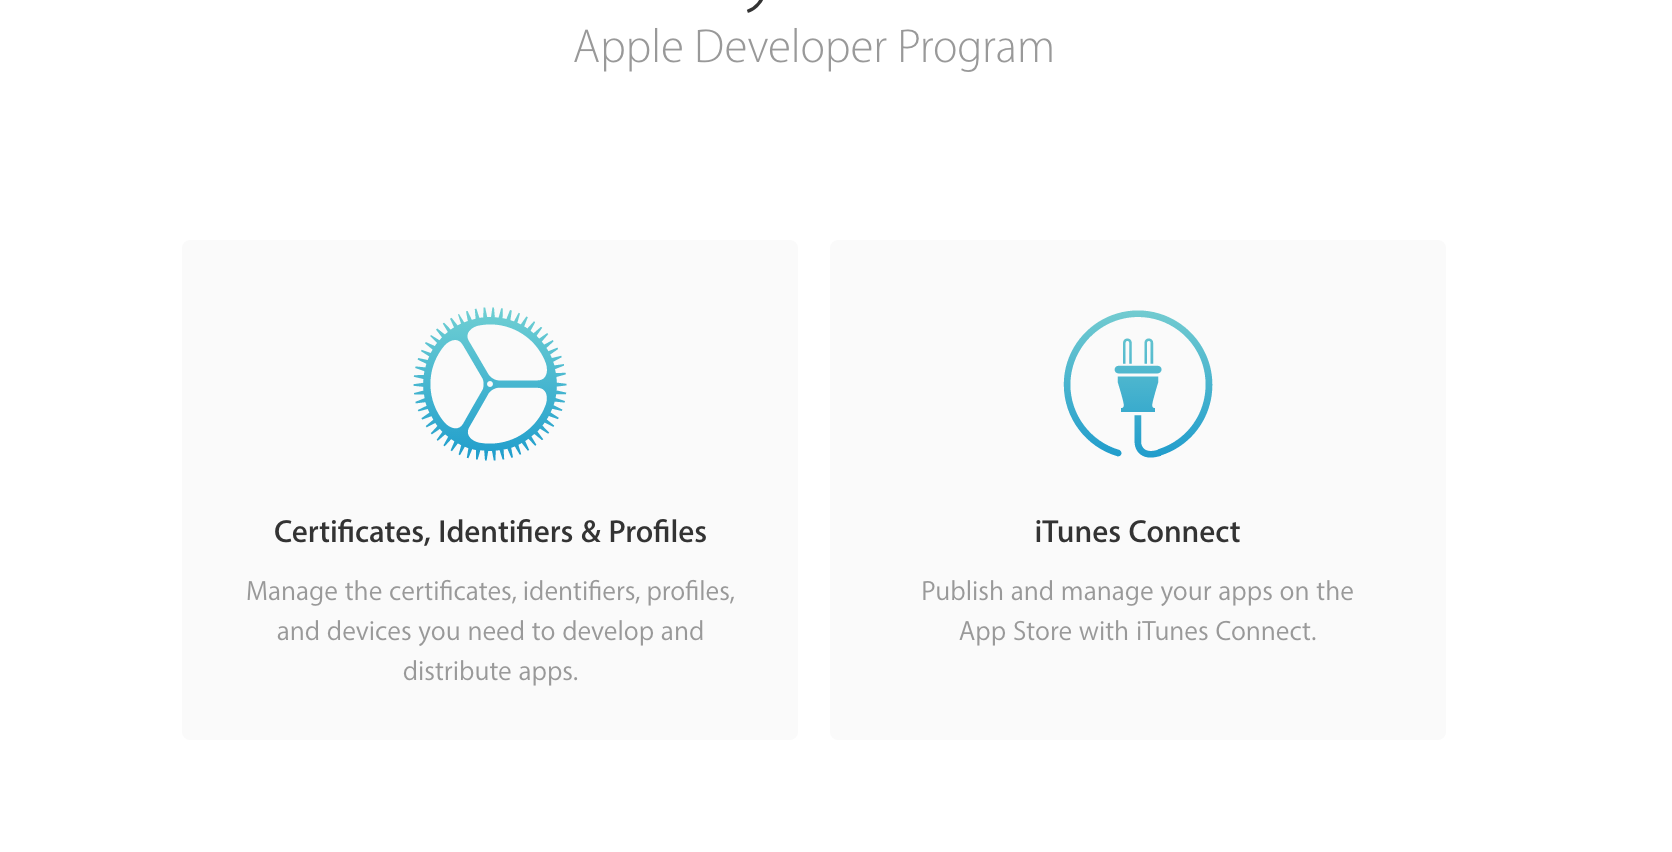 Apple Developer Program
Certificates, Identifiers & Profiles
Manage the certificates, identifiers, profiles,
and devices you need to develop and
distribute apps.
iTunes Connect
Publish and manage your apps on the
App Store with iTunes Connect.